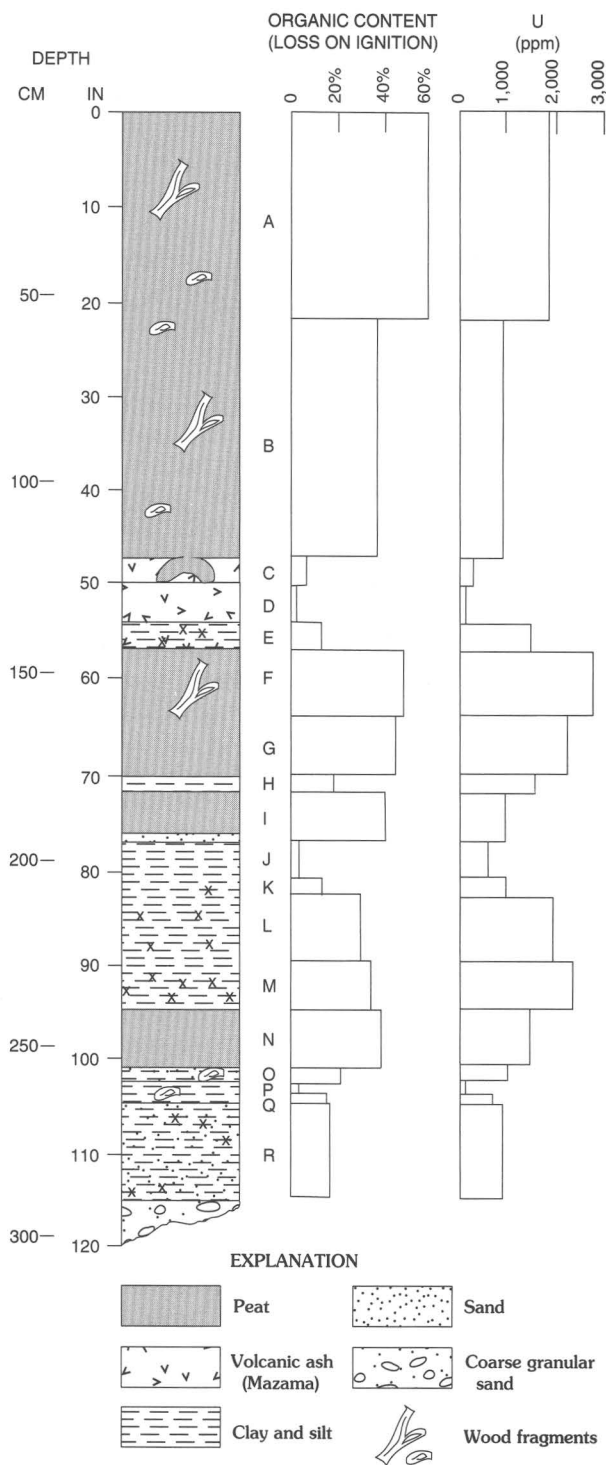 ORGANIC CONTENT
(LOSS ON IGNITION)
U
(ppm)
DEPTH
CM
IN
0
20%
40%
60%
0
1,000
2,000
3,000
0
10
50
20
30
100
40
50
150
60
70
200
80
90
250
100
110
300
120
A
B
C
D
E
F
G
H
I
J
K
L
M
N
O
P
Q
R
EXPLANATION
Peat
Sand
Volcanic ash
(Mazama)
Coarse granular
sand
Clay and silt
Wood fragments